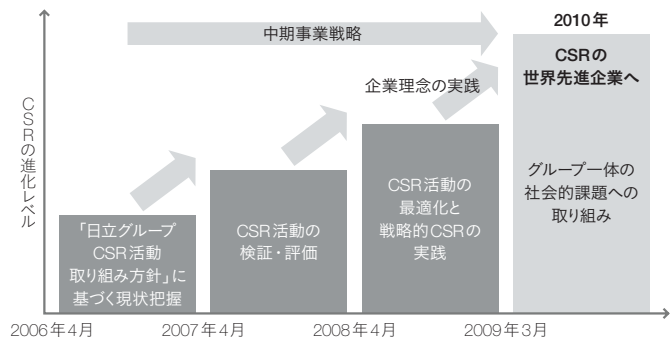 2010年
中期事業戦略
CSRの
世界先進企業へ
企業理念の実践
CSRの進化レベル
グループ一体の
社会的課題への
取り組み
CSR活動の
最適化と
戦略的CSRの
実践
CSR活動の
検証・評価
「日立グループ
CSR活動
取り組み方針」に
基づく現状把握
2006年4月
2007年4月
2008年4月
2009年3月